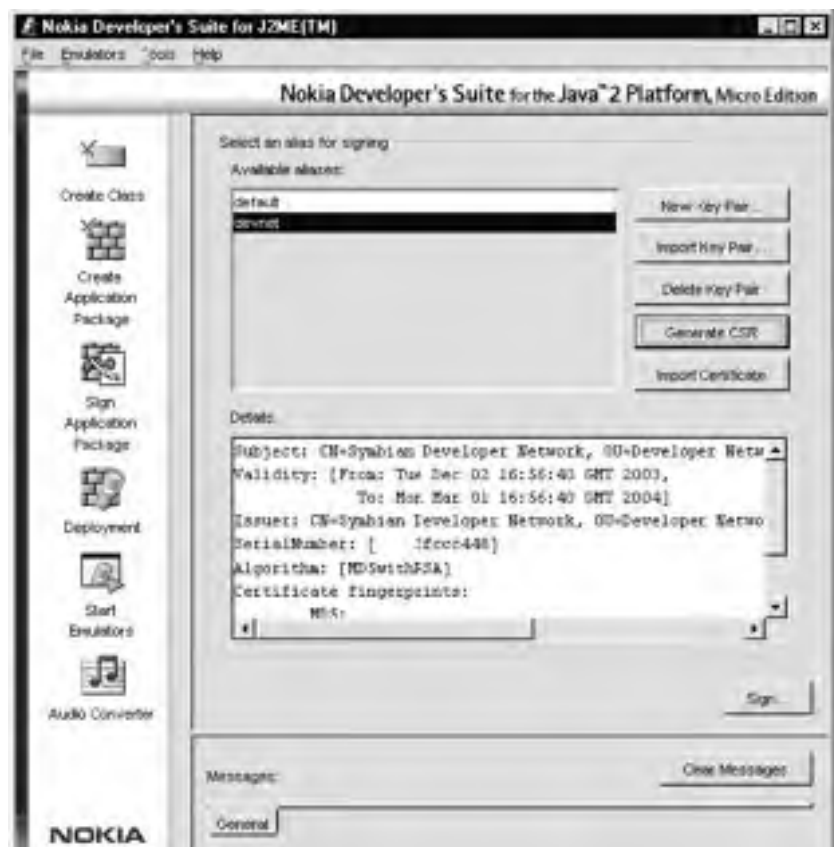 Nokia Developer's Suite for J2ME(TM)
File Emulators Tools Help
Nokia Developer's Suite for the Java™ 2 Platform, Micro Edition
Create Class
Create
Application
Package
Sign
Application
Package
Deployment
Start
Emulators
Audio Converter
NOKIA
Select an alias for signing
Available aliases:
default
devnet
New Key Pair...
Import Key Pair...
Delete Key Pair
Generate CSR
Import Certificate
Details:
Subject: CN=Symbian Developer Network, OU=Developer Netw
Validity: [From: Tue Dec 02 16:56:40 GMT 2003,
To: Mon Mar 01 16:56:40 GMT 2004]
Issuer: CN=Symbian Developer Network, OU=Developer Netwo
SerialNumber: [ 3fccc448]
Algorithm: [MD5withRSA]
Certificate fingerprints:
MD5:
Sign...
Messages:
Clear Messages
General